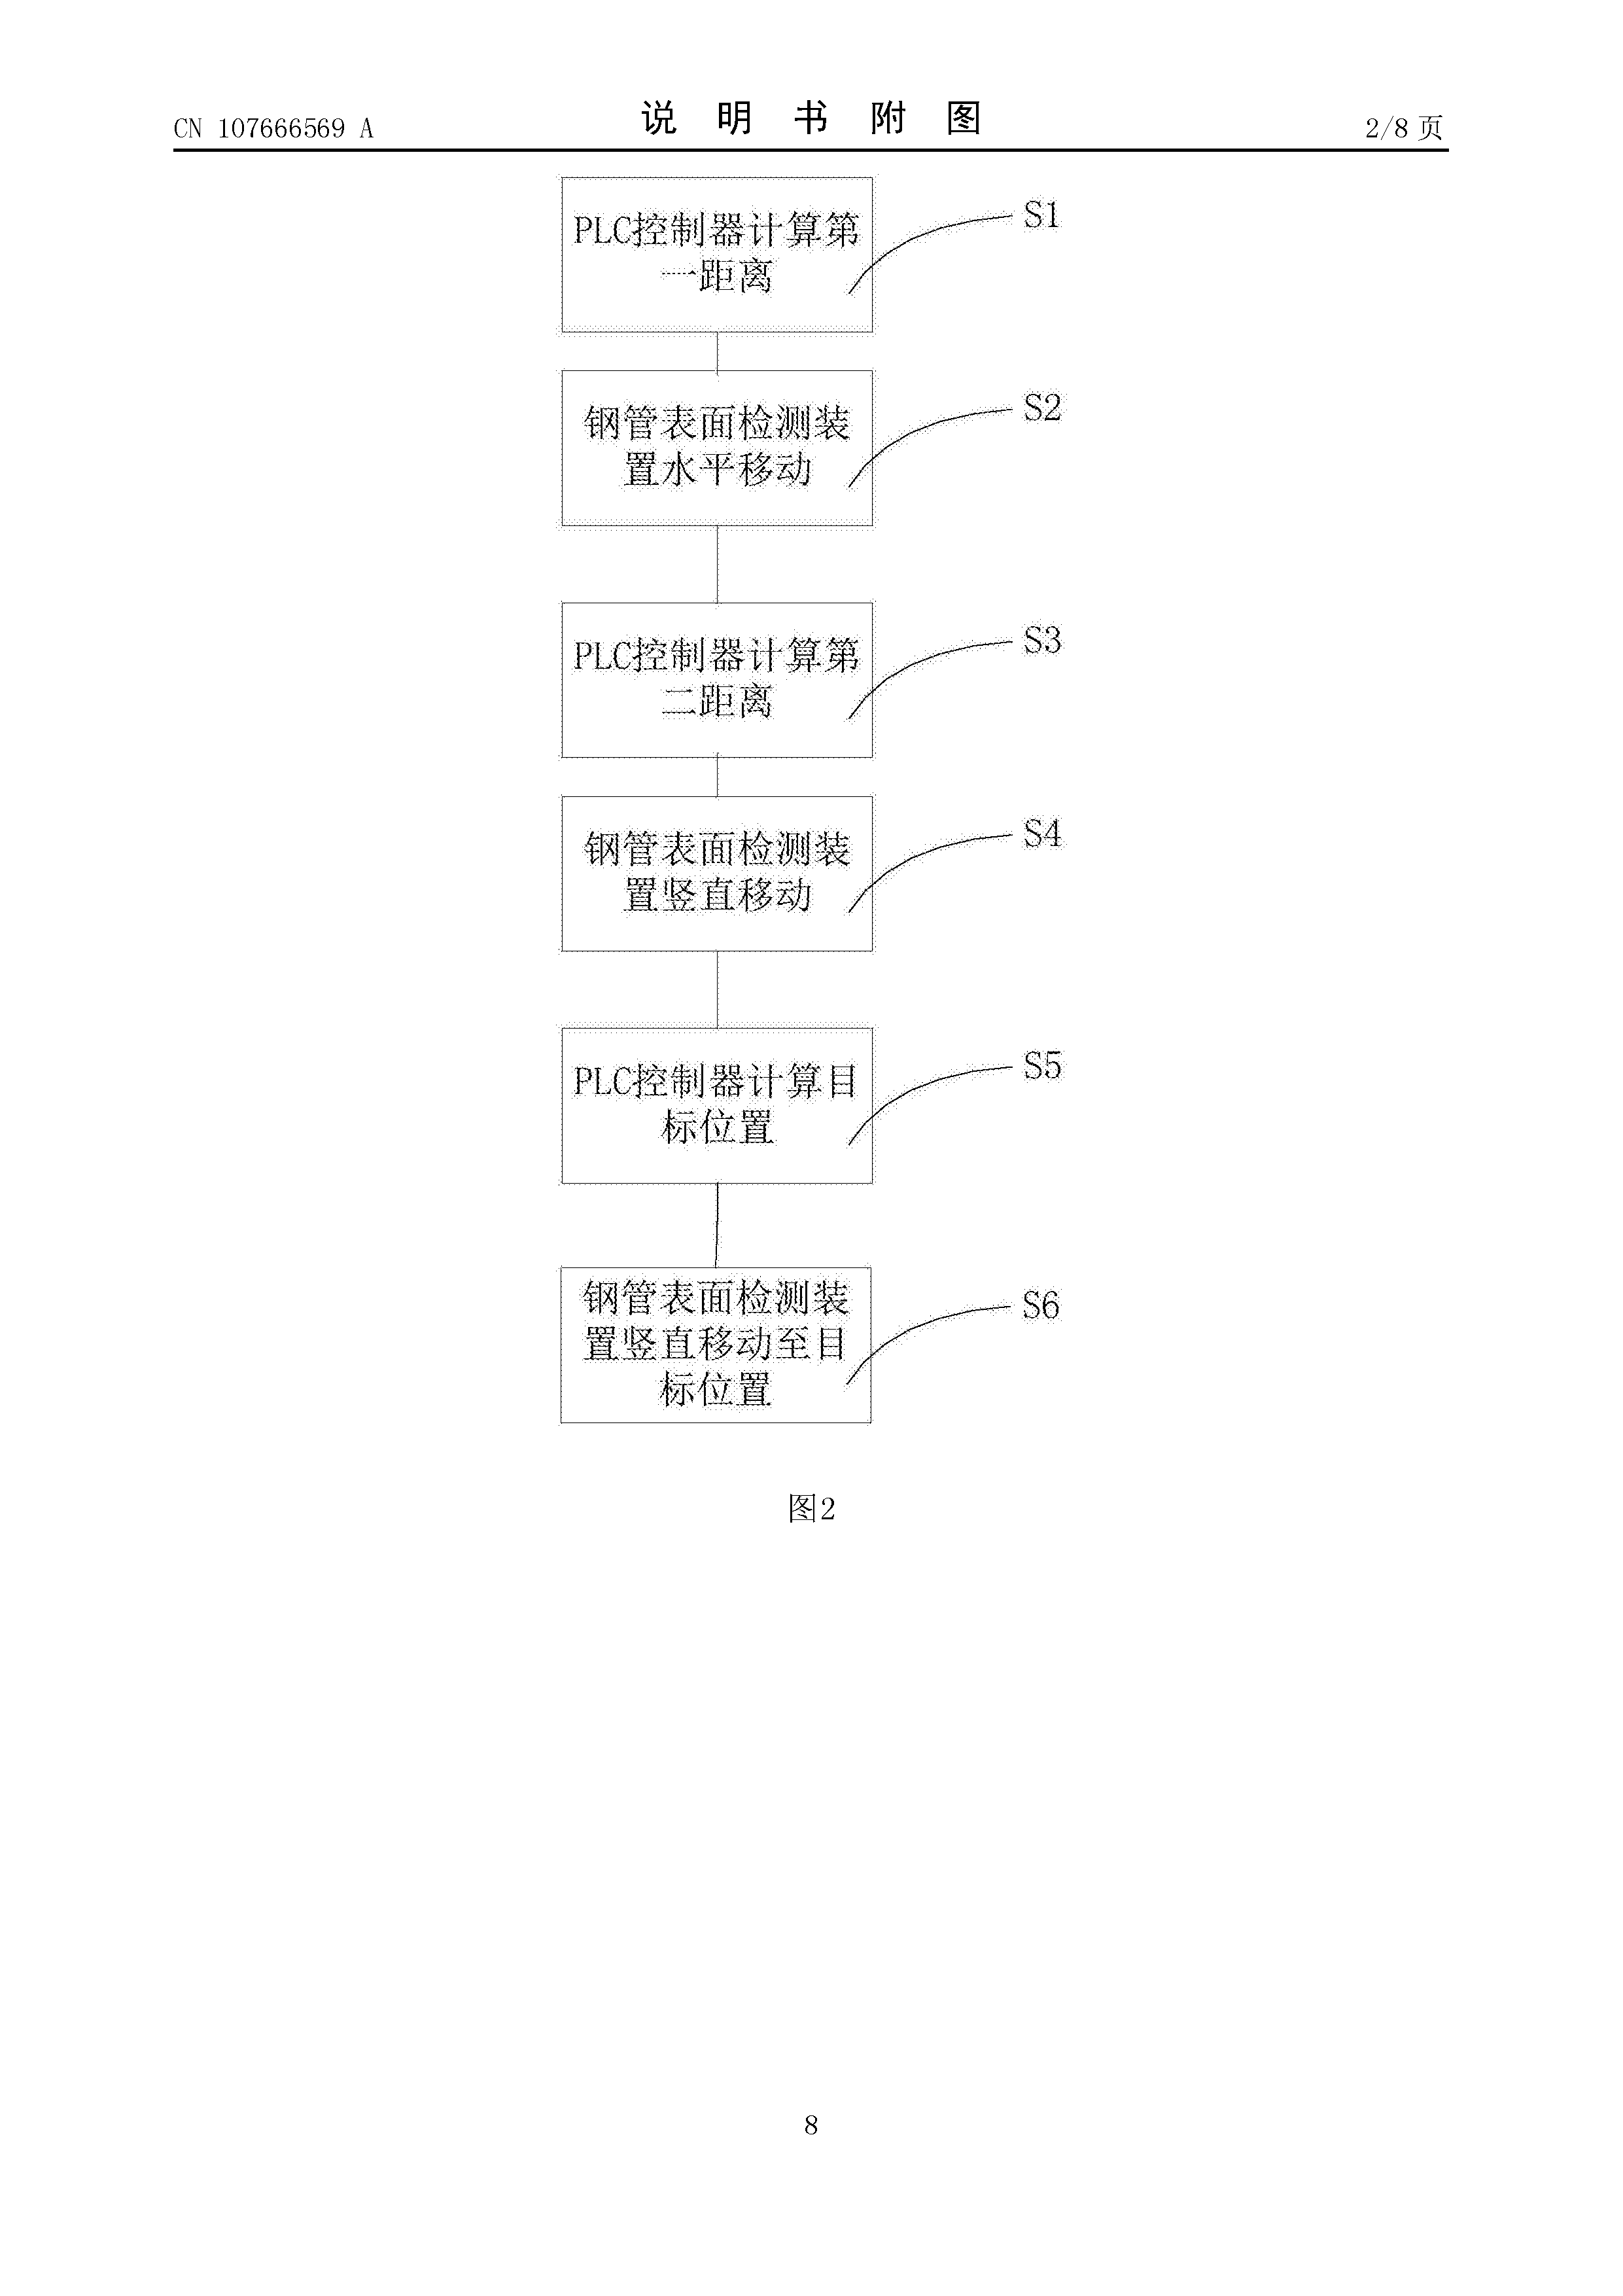 CN 107666569 A
说 明 书 附 图
2/8 页
PLC控制器计算第
一距离
S1
钢管表面检测装
置水平移动
S2
PLC控制器计算第
二距离
S3
钢管表面检测装
置竖直移动
S4
PLC控制器计算目
标位置
S5
钢管表面检测装
置竖直移动至目
标位置
S6
图2
8